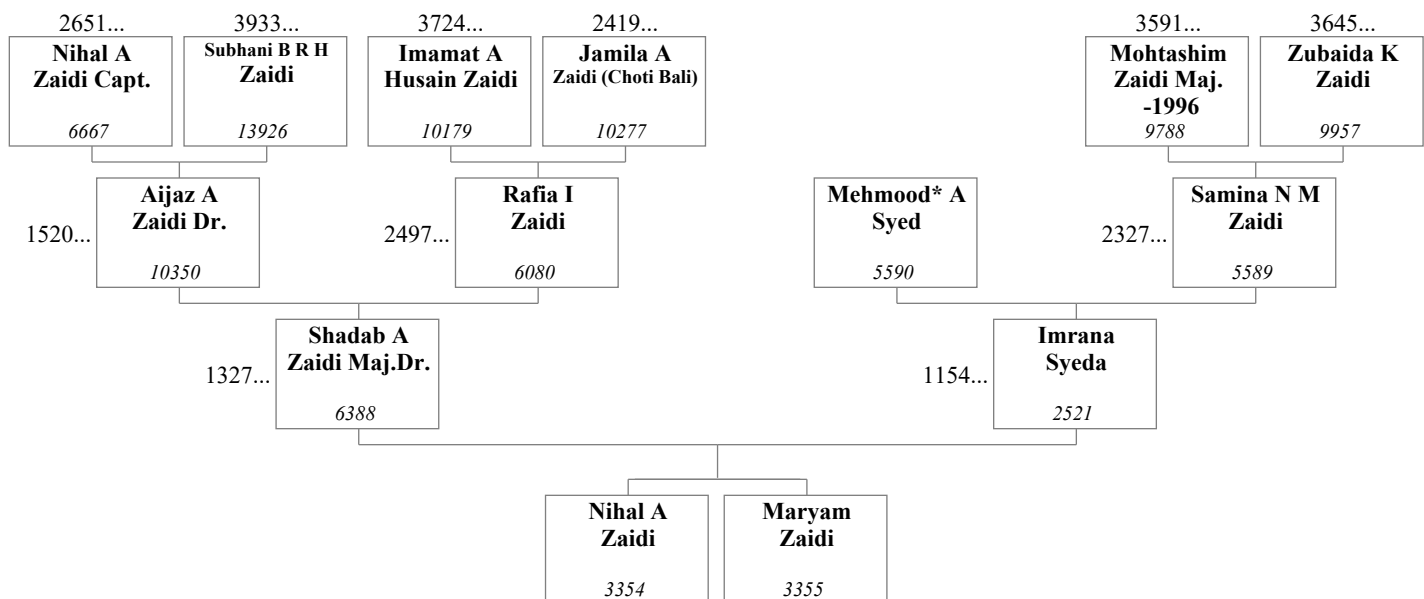 2651... 3933... 3724... 2419... 3591... 3645...
Nihal A
Zaidi Capt.
6667
Subhani B R H
Zaidi
13926
Imamat A
Husain Zaidi
10179
Jamila A
Zaidi (Choti Bali)
10277
Mohtashim
Zaidi Maj.
-1996
9788
Zubaida K
Zaidi
9957
1520...
Aijaz A
Zaidi Dr.
10350
2497...
Rafia I
Zaidi
6080
Mehmood* A
Syed
5590
2327...
Samina N M
Zaidi
5589
1327...
Shadab A
Zaidi Maj.Dr.
6388
1154...
Imrana
Syeda
2521
Nihal A
Zaidi
3354
Maryam
Zaidi
3355